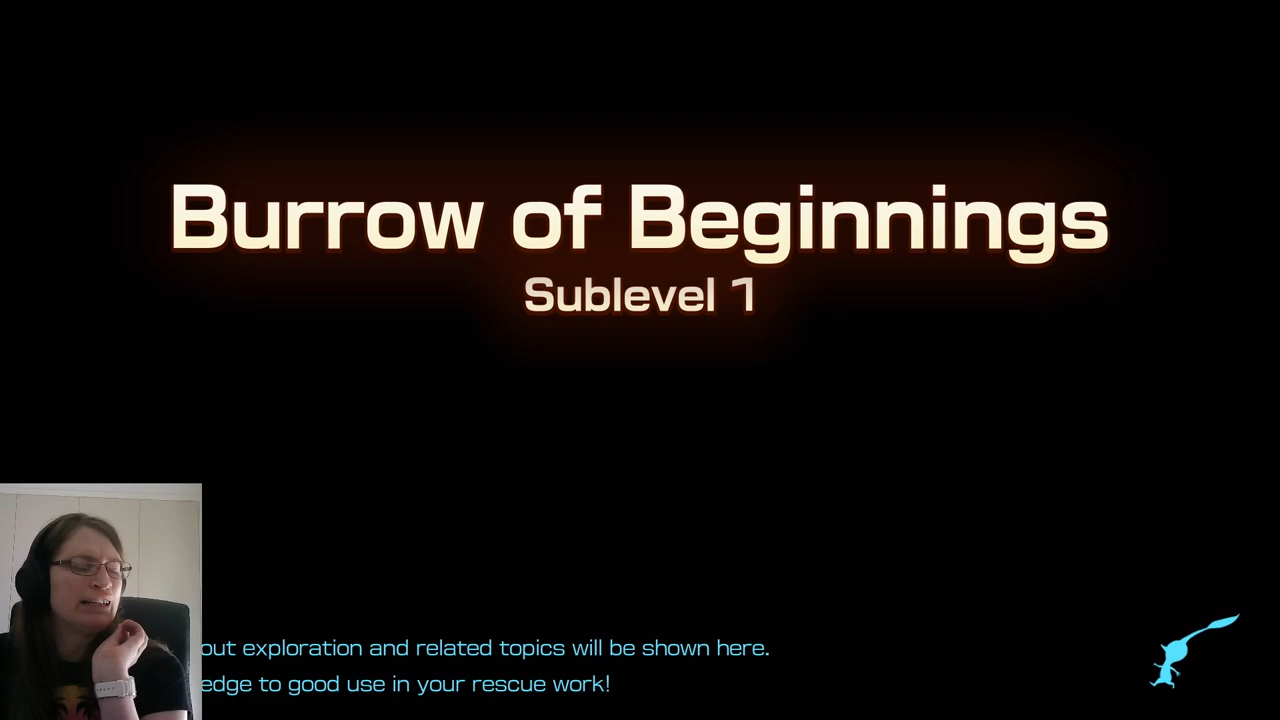 Burrow of Beginnings
Sublevel 1
out exploration and related topics will be shown here.
edge to good use in your rescue work!